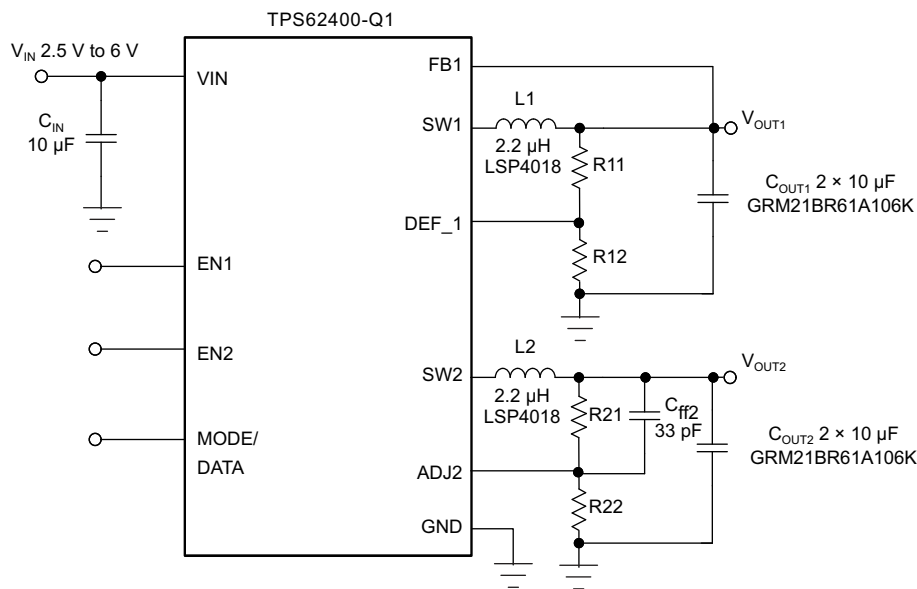 TPS62400-Q1
V_IN 2.5 V to 6 V
VIN
C_IN
10 µF
EN1
EN2
MODE/
DATA
FB1
SW1
DEF_1
SW2
ADJ2
GND
L1
2.2 µH
LSP4018
R11
R12
V_OUT1
C_OUT1 2 × 10 µF
GRM21BR61A106K
L2
2.2 µH
LSP4018
R21
C_ff2
33 pF
R22
V_OUT2
C_OUT2 2 × 10 µF
GRM21BR61A106K